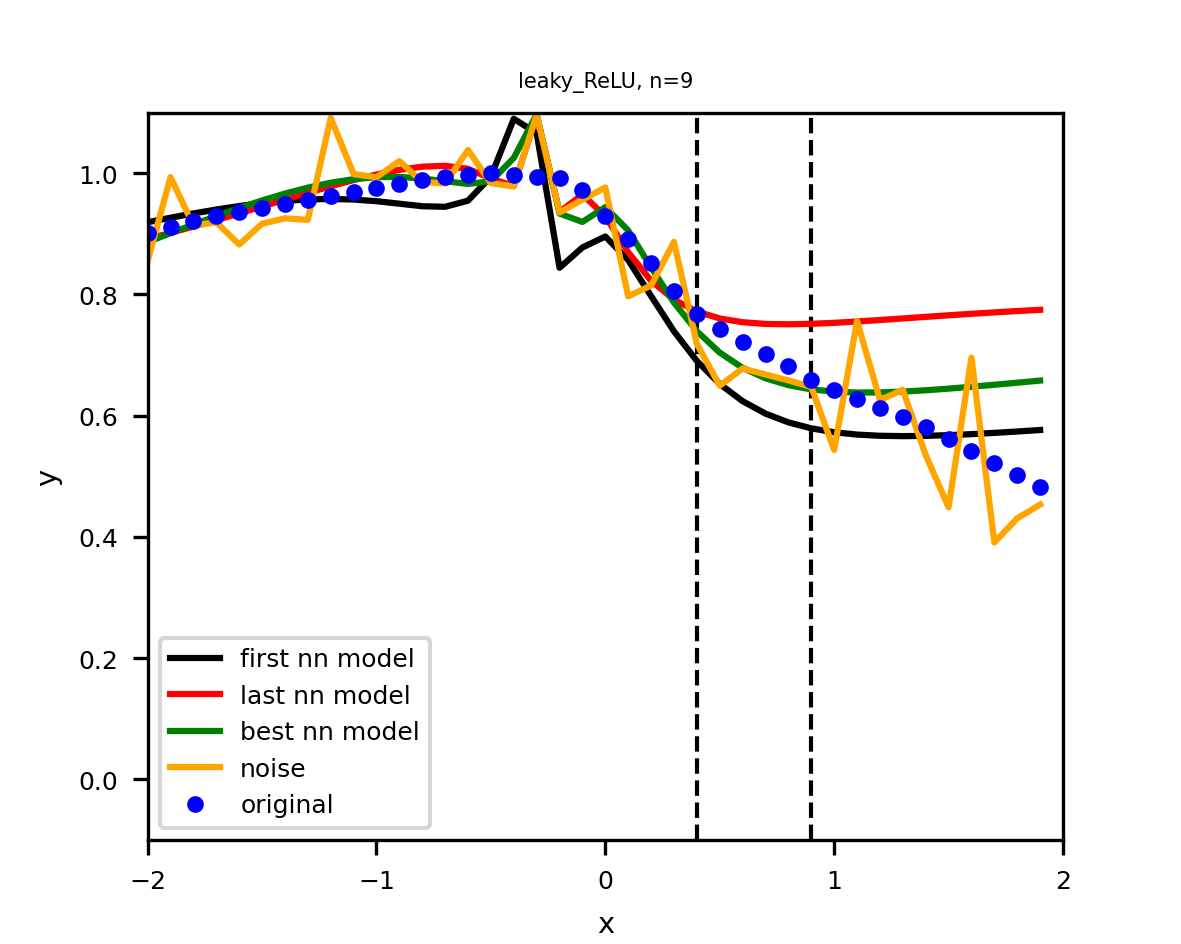 leaky_ReLU, n=9
1.0
0.8
0.6
0.4
0.2
0.0
y
first nn model
last nn model
best nn model
noise
original
−2
−1
0
1
2
x